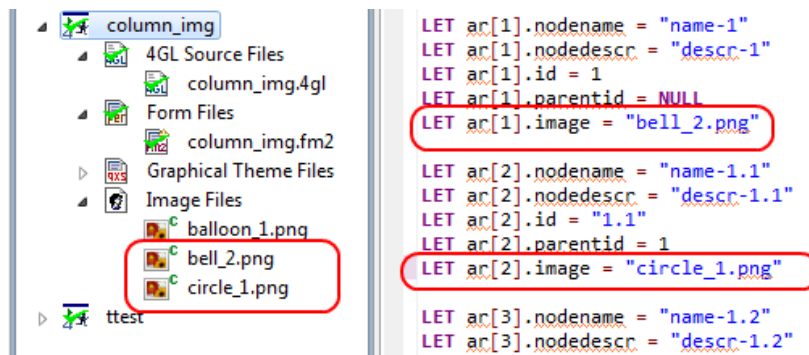 column_img
4GL Source Files
column_img.4gl
Form Files
column_img.fm2
Graphical Theme Files
Image Files
balloon_1.png
bell_2.png
circle_1.png
ttest
LET ar[1].nodename = "name-1"
LET ar[1].nodedescr = "descr-1"
LET ar[1].id = 1
LET ar[1].parentid = NULL
LET ar[1].image = "bell_2.png"
LET ar[2].nodename = "name-1.1"
LET ar[2].nodedescr = "descr-1.1"
LET ar[2].id = "1.1"
LET ar[2].parentid = 1
LET ar[2].image = "circle_1.png"
LET ar[3].nodename = "name-1.2"
LET ar[3].nodedescr = "descr-1.2"